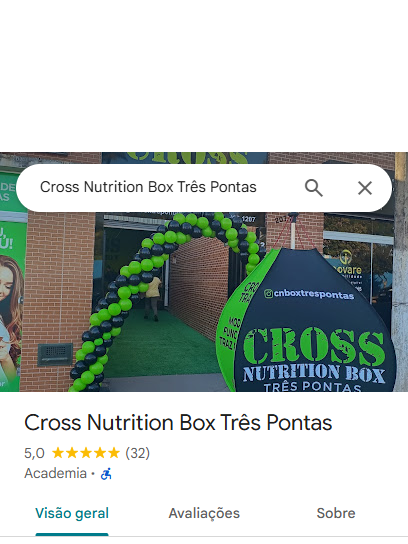 CROSS
Cross Nutrition Box Três Pontas
1207
ovare
cnboxtrespontas
CROSS
NUTRITION BOX
TRÊS PONTAS
Cross Nutrition Box Três Pontas
5,0 (32)
Academia ·
Visão geral
Avaliações
Sobre